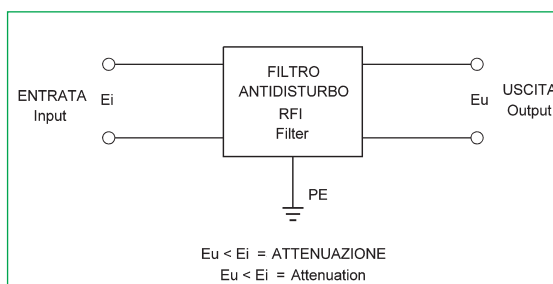 ENTRATA
Input
Ei
FILTRO
ANTIDISTURBO
RFI
Filter
Eu
USCITA
Output
PE
Eu < Ei = ATTENUAZIONE
Eu < Ei = Attenuation